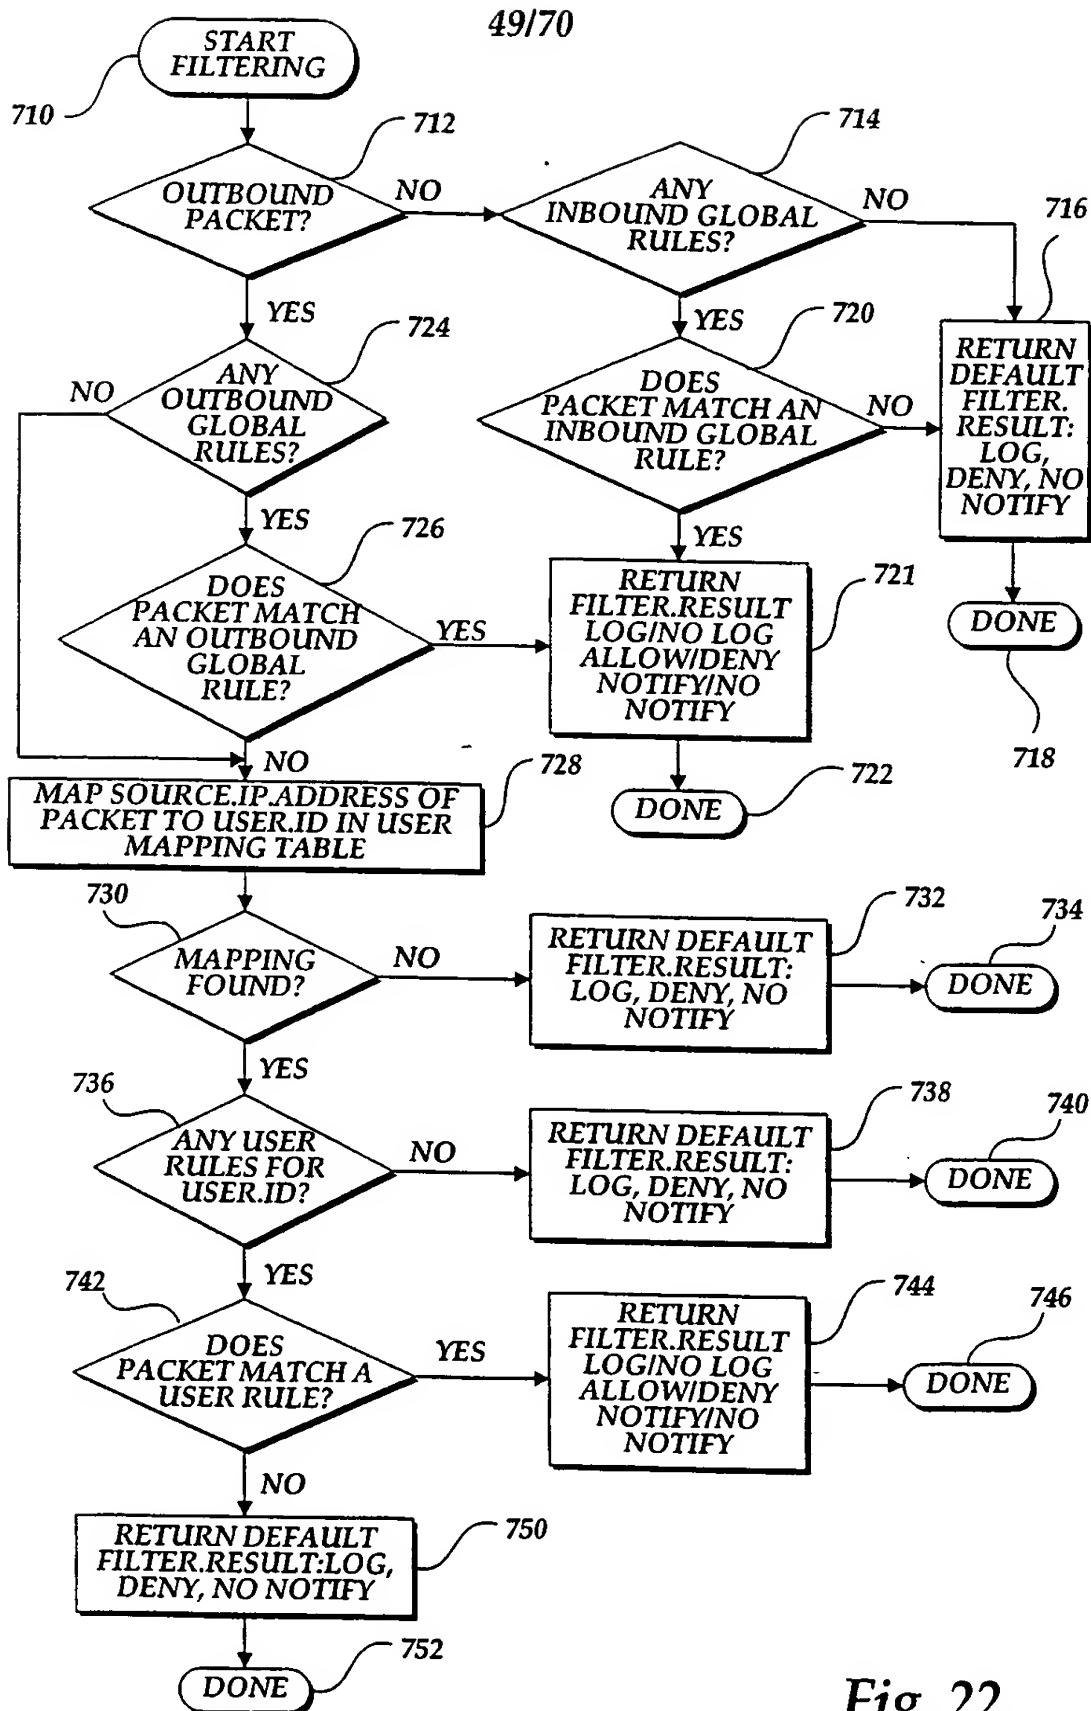 49/70
START
FILTERING
710
712
OUTBOUND
PACKET?
NO
714
ANY
INBOUND GLOBAL
RULES?
NO
716
RETURN
DEFAULT
FILTER.
RESULT:
LOG,
DENY, NO
NOTIFY
DONE
718
YES
720
DOES
PACKET MATCH AN
INBOUND GLOBAL
RULE?
NO
YES
721
RETURN
FILTER.RESULT
LOG/NO LOG
ALLOW/DENY
NOTIFY/NO
NOTIFY
DONE
722
YES
724
ANY
OUTBOUND
GLOBAL
RULES?
NO
YES
726
DOES
PACKET MATCH
AN OUTBOUND
GLOBAL
RULE?
YES
NO
728
MAP SOURCE.IP.ADDRESS OF
PACKET TO USER.ID IN USER
MAPPING TABLE
730
MAPPING
FOUND?
NO
732
RETURN DEFAULT
FILTER.RESULT:
LOG, DENY, NO
NOTIFY
734
DONE
YES
736
ANY USER
RULES FOR
USER.ID?
NO
738
RETURN DEFAULT
FILTER.RESULT:
LOG, DENY, NO
NOTIFY
740
DONE
YES
742
DOES
PACKET MATCH A
USER RULE?
YES
744
RETURN
FILTER.RESULT
LOG/NO LOG
ALLOW/DENY
NOTIFY/NO
NOTIFY
746
DONE
NO
750
RETURN DEFAULT
FILTER.RESULT:LOG,
DENY, NO NOTIFY
752
DONE
Fig. 22